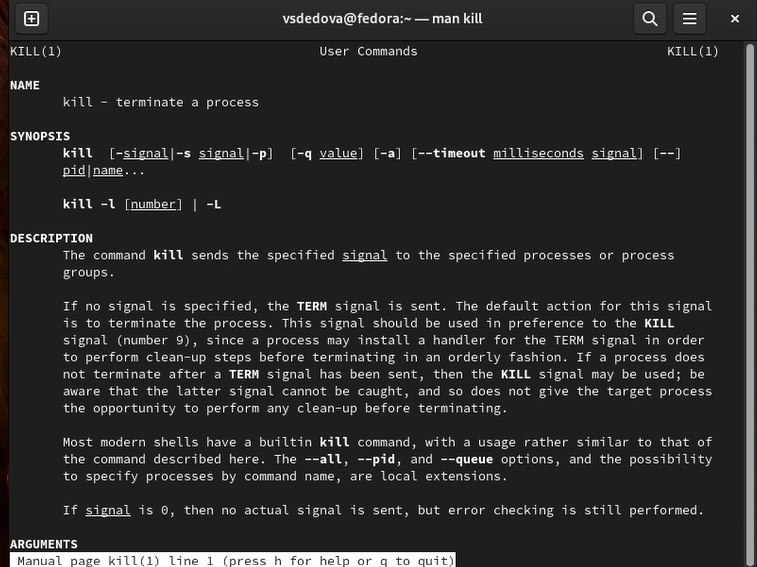 vsdedova@fedora:~ — man kill
KILL(1) User Commands KILL(1)
NAME
kill - terminate a process
SYNOPSIS
kill [-signal|-s signal|-p] [-q value] [-a] [--timeout milliseconds signal] [--]
pid|name...
kill -l [number] | -L
DESCRIPTION
The command kill sends the specified signal to the specified processes or process
groups.
If no signal is specified, the TERM signal is sent. The default action for this signal
is to terminate the process. This signal should be used in preference to the KILL
signal (number 9), since a process may install a handler for the TERM signal in order
to perform clean-up steps before terminating in an orderly fashion. If a process does
not terminate after a TERM signal has been sent, then the KILL signal may be used; be
aware that the latter signal cannot be caught, and so does not give the target process
the opportunity to perform any clean-up before terminating.
Most modern shells have a builtin kill command, with a usage rather similar to that of
the command described here. The --all, --pid, and --queue options, and the possibility
to specify processes by command name, are local extensions.
If signal is 0, then no actual signal is sent, but error checking is still performed.
ARGUMENTS
Manual page kill(1) line 1 (press h for help or q to quit)